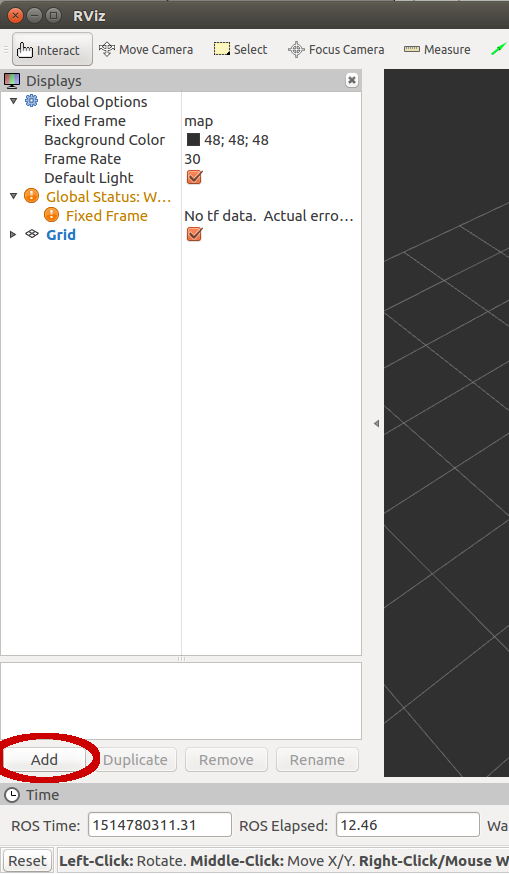 RViz
Interact Move Camera Select Focus Camera Measure
Displays
Global Options
Fixed Frame map
Background Color 48; 48; 48
Frame Rate 30
Default Light
Global Status: W...
Fixed Frame No tf data. Actual erro...
Grid
Add Duplicate Remove Rename
Time
ROS Time: 1514780311.31 ROS Elapsed: 12.46 Wa
Reset Left-Click: Rotate. Middle-Click: Move X/Y. Right-Click/Mouse W